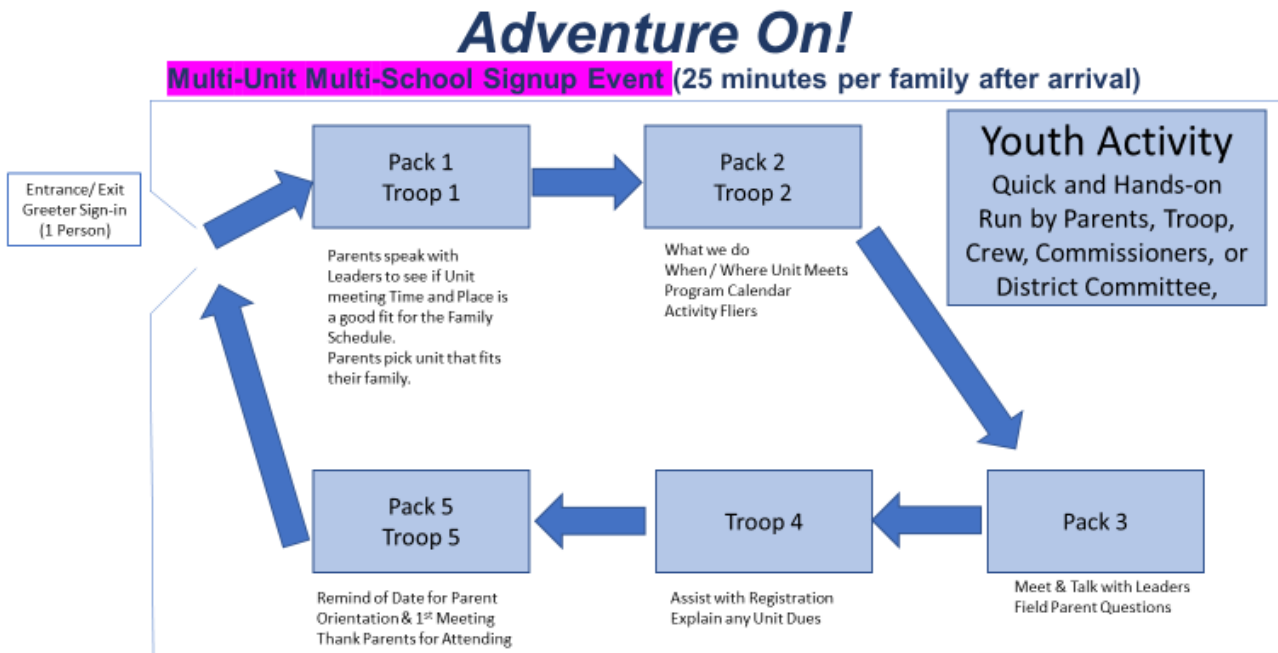 Adventure On!
Multi-Unit Multi-School Signup Event (25 minutes per family after arrival)
Entrance/ Exit
Greeter Sign-in
(1 Person)
Pack 1
Troop 1
Parents speak with
Leaders to see if Unit
meeting Time and Place is
a good fit for the Family
Schedule.
Parents pick unit that fits
their family.
Pack 2
Troop 2
What we do
When / Where Unit Meets
Program Calendar
Activity Fliers
Youth Activity
Quick and Hands-on
Run by Parents, Troop,
Crew, Commissioners, or
District Committee,
Pack 5
Troop 5
Remind of Date for Parent
Orientation & 1st Meeting
Thank Parents for Attending
Troop 4
Assist with Registration
Explain any Unit Dues
Pack 3
Meet & Talk with Leaders
Field Parent Questions